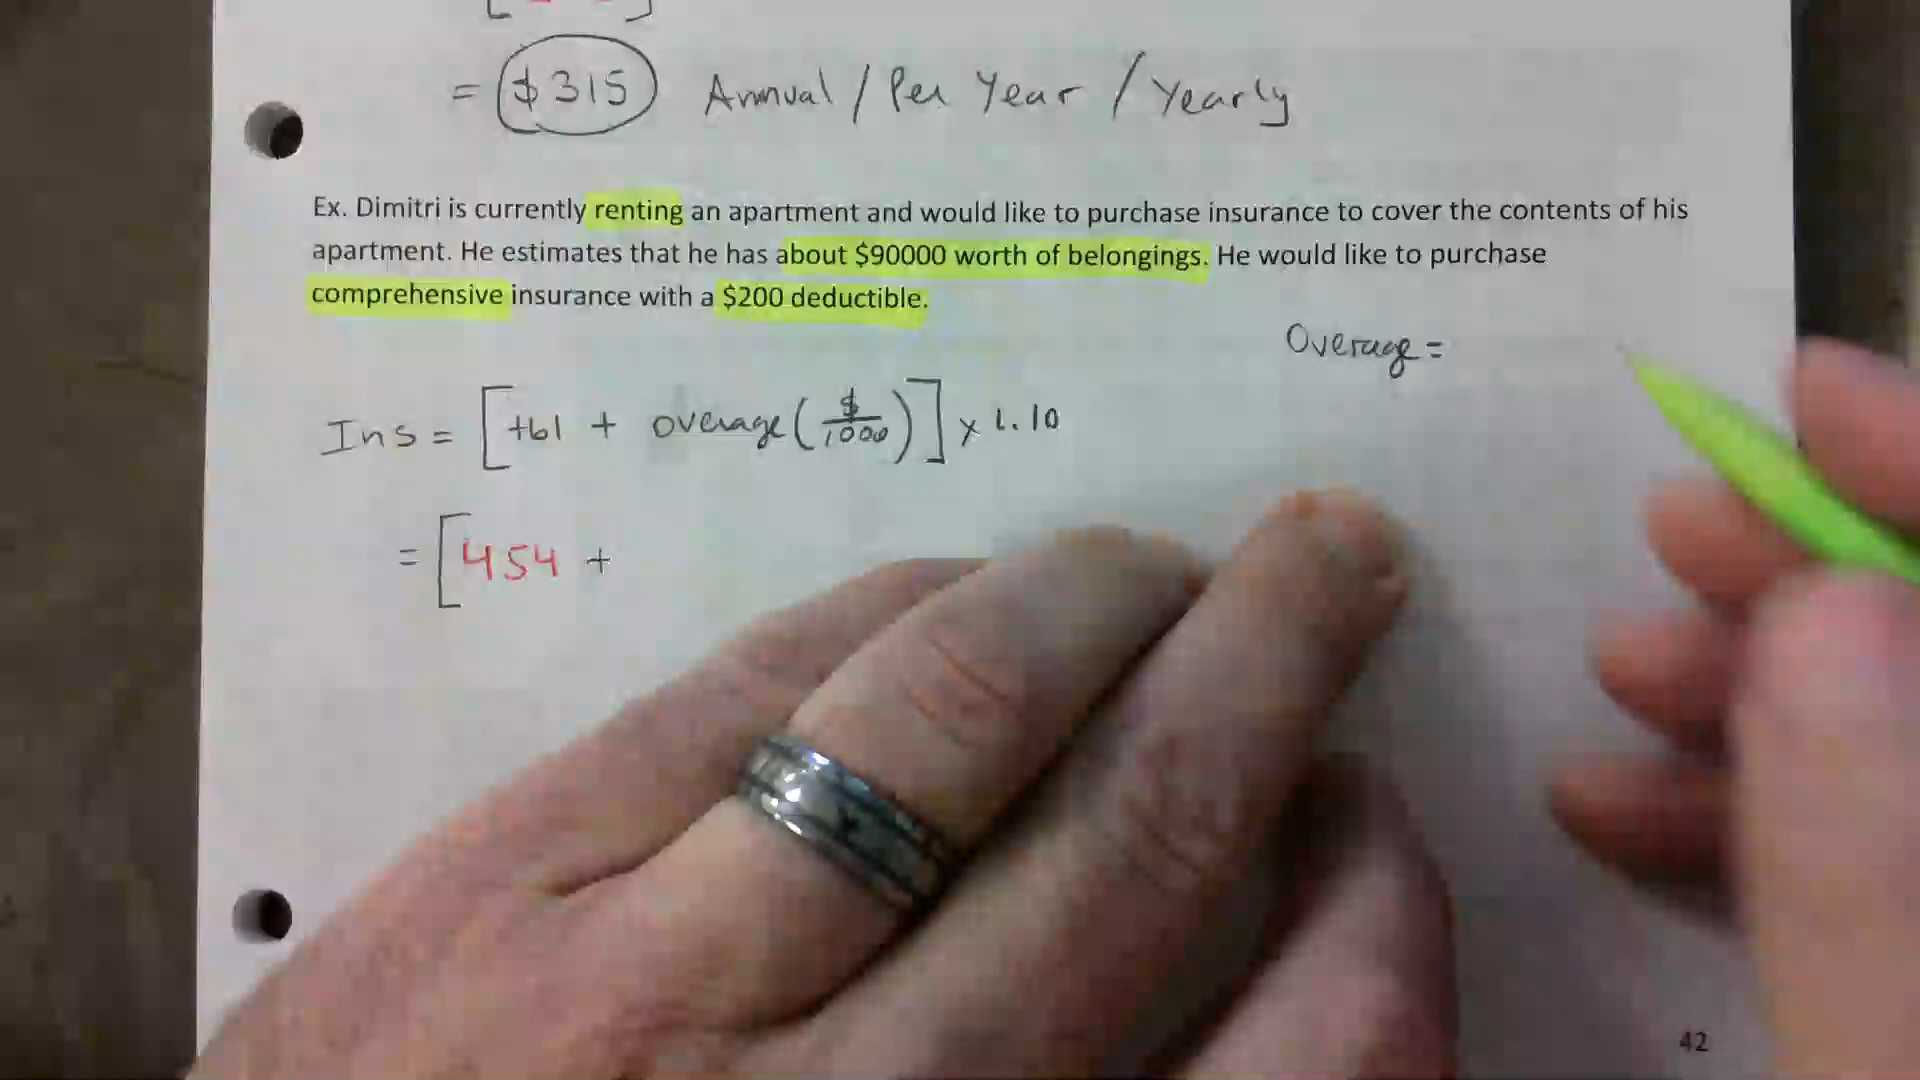 = $315 Annual / Per Year / Yearly
Ex. Dimitri is currently renting an apartment and would like to purchase insurance to cover the contents of his
apartment. He estimates that he has about $90000 worth of belongings. He would like to purchase
comprehensive insurance with a $200 deductible.
Overage =
Ins = [tbl + overage($/1000)] x 1.10
= [454 +
42